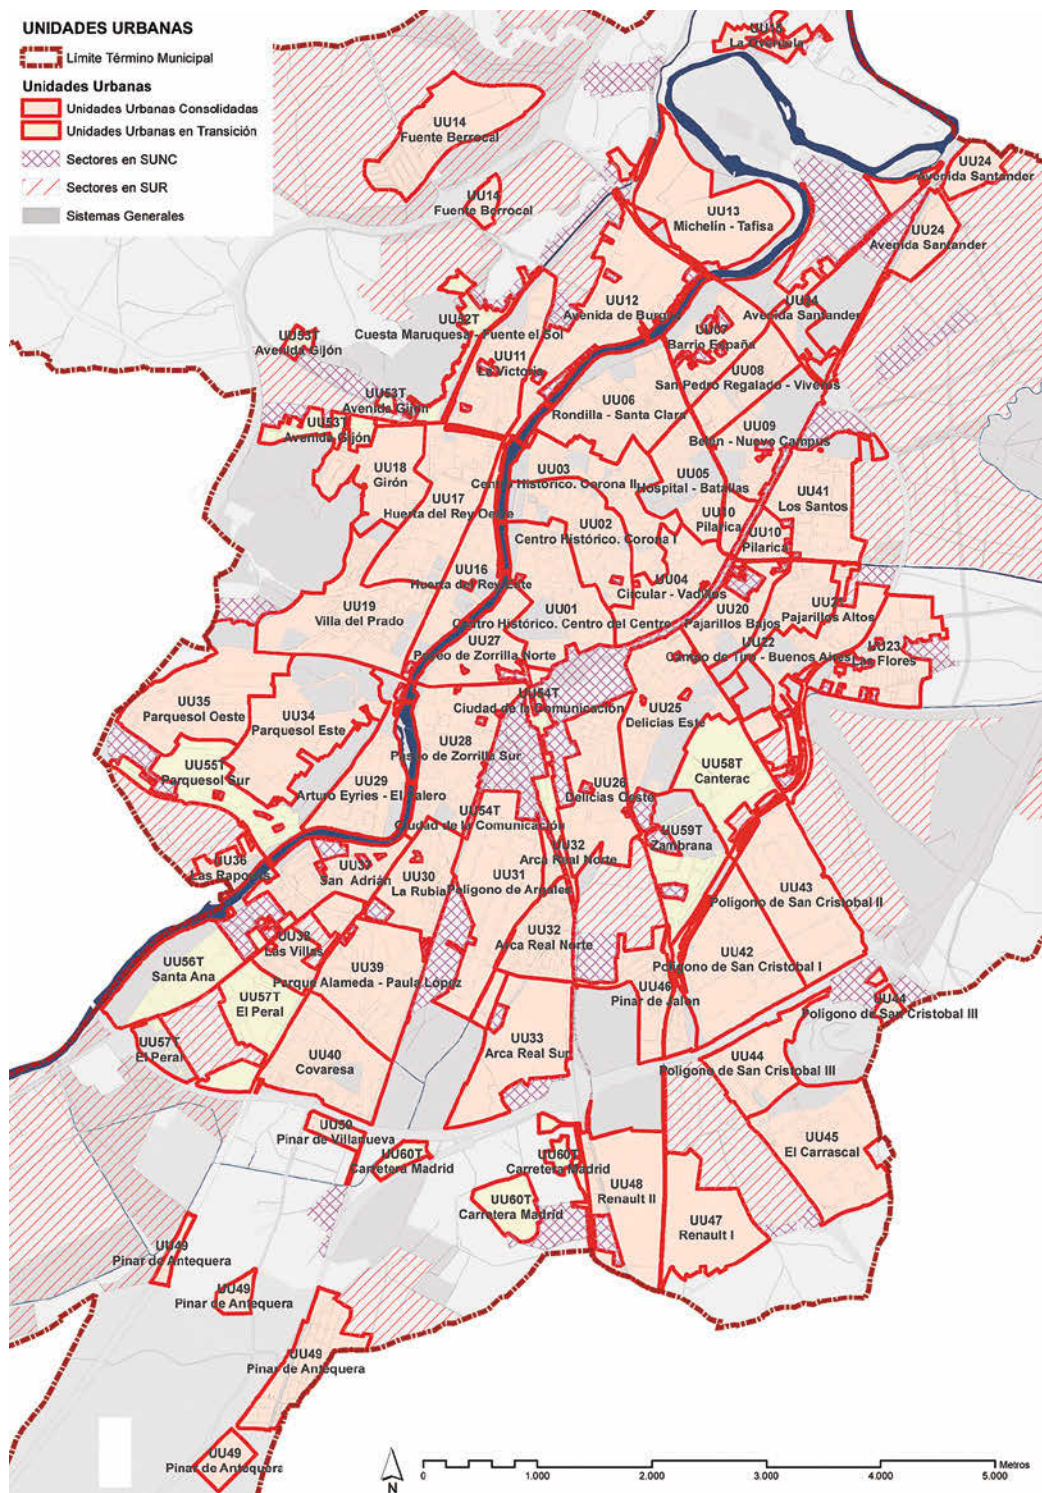 UNIDADES URBANAS
Límite Término Municipal
Unidades Urbanas
Unidades Urbanas Consolidadas
Unidades Urbanas en Transición
Sectores en SUNC
Sectores en SUR
Sistemas Generales
UU14
Fuente Berrocal
UU14
Fuente Berrocal
UU24
Avenida Santander
UU13
Michelin - Tafisa
UU24
Avenida Santander
UU12
Avenida de Burgos
UU24
Avenida Santander
UU52T
Cuesta Maruquesa - Fuente el Sol
UU53T
Avenida Gijón
UU07
Barrio España
UU11
La Victoria
UU08
San Pedro Regalado - Viveros
UU53T
Avenida Gijón
UU06
Rondilla - Santa Clara
UU53T
Avenida Gijón
UU09
Belén - Nuevo Campus
UU18
Girón
UU03
Centro Histórico. Corona II
UU05
Hospital - Batallas
UU41
Los Santos
UU17
Huerta del Rey Oeste
UU02
Centro Histórico. Corona I
UU10
Pilarica
UU10
Pilarica
UU16
Huerta del Rey Este
UU04
Circular - Vadillos
UU19
Villa del Prado
UU01
Centro Histórico. Centro del Centro
UU20
Pajarillos Bajos
Pajarillos Altos
UU27
Paseo de Zorrilla Norte
UU22
Campo de Tiro - Buenos Aires
UU23
Las Flores
UU35
Parquesol Oeste
UU34
Parquesol Este
UU54T
Ciudad de la Comunicación
UU25
Delicias Este
UU28
Paseo de Zorrilla Sur
UU55T
Parquesol Sur
UU58T
Canterac
UU29
Arturo Eyries - El Palero
UU26
Delicias Oeste
UU54T
Ciudad de la Comunicación
UU59T
Zambrana
UU32
Arca Real Norte
UU36
UU37
San Adrián
UU30
La Rubia
UU31
Polígono de Argales
UU43
Polígono de San Cristobal II
UU38
Las Villas
UU32
Arca Real Norte
UU56T
Santa Ana
UU39
Parque Alameda - Paula López
UU42
Polígono de San Cristobal I
UU57T
El Peral
UU46
Pinar de Jalón
UU44
Polígono de San Cristobal III
UU57T
El Peral
UU33
Arca Real Sur
UU40
Covaresa
UU44
Polígono de San Cristobal III
UU50
Pinar de Villanueva
UU60T
Carretera Madrid
UU60T
Carretera Madrid
UU45
El Carrascal
UU60T
Carretera Madrid
UU48
Renault II
UU47
Renault I
UU49
Pinar de Antequera
UU49
Pinar de Antequera
UU49
Pinar de Antequera
UU49
Pinar de Antequera
N
0 1.000 2.000 3.000 4.000 5.000 Metros